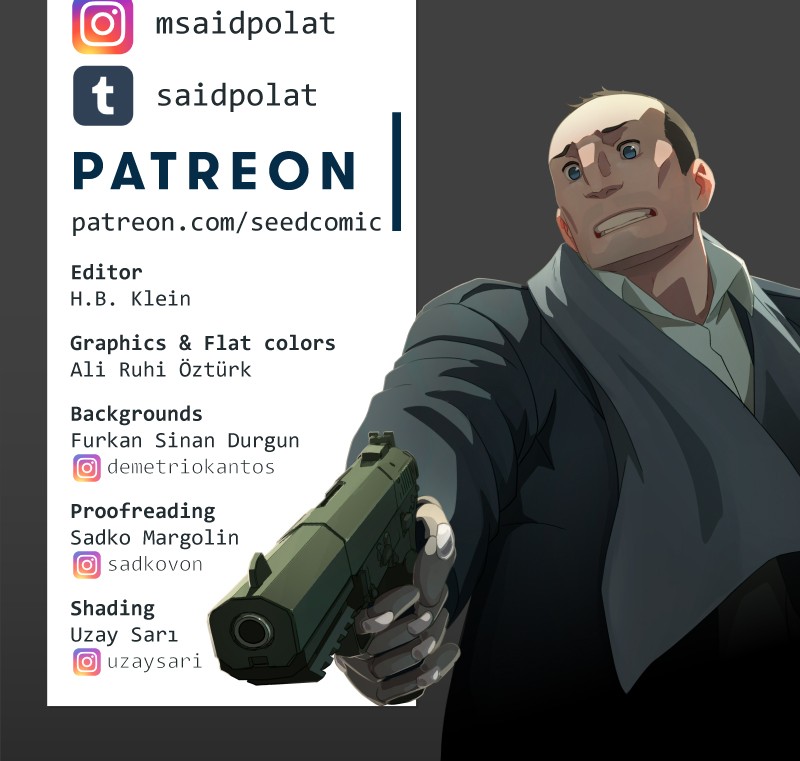 msaidpolat
saidpolat
PATREON
patreon.com/seedcomic
Editor
H.B. Klein
Graphics & Flat colors
Ali Ruhi Öztürk
Backgrounds
Furkan Sinan Durgun
demetriokantos
Proofreading
Sadko Margolin
sadkovon
Shading
Uzay Sarı
uzaysari